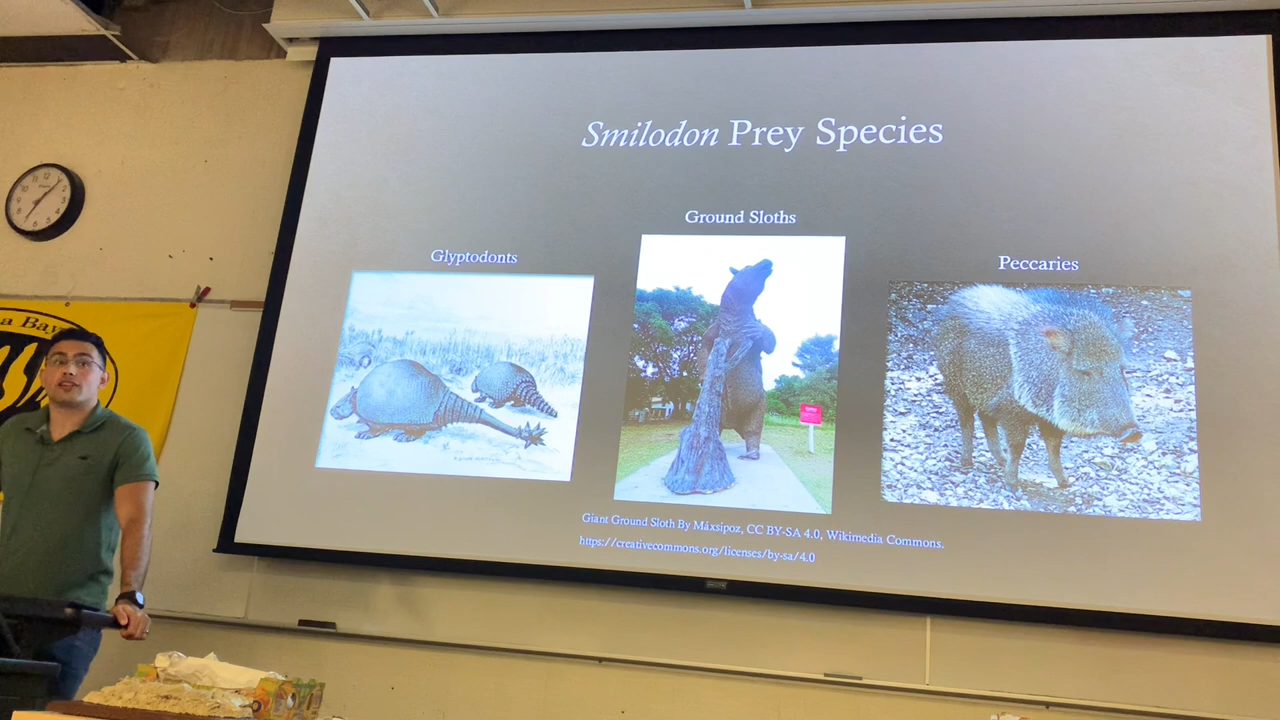 Smilodon Prey Species
Ground Sloths
Glyptodonts
Peccaries
Giant Ground Sloth By Máxsipoz, CC BY-SA 4.0, Wikimedia Commons.
https://creativecommons.org/licenses/by-sa/4.0
a Bay